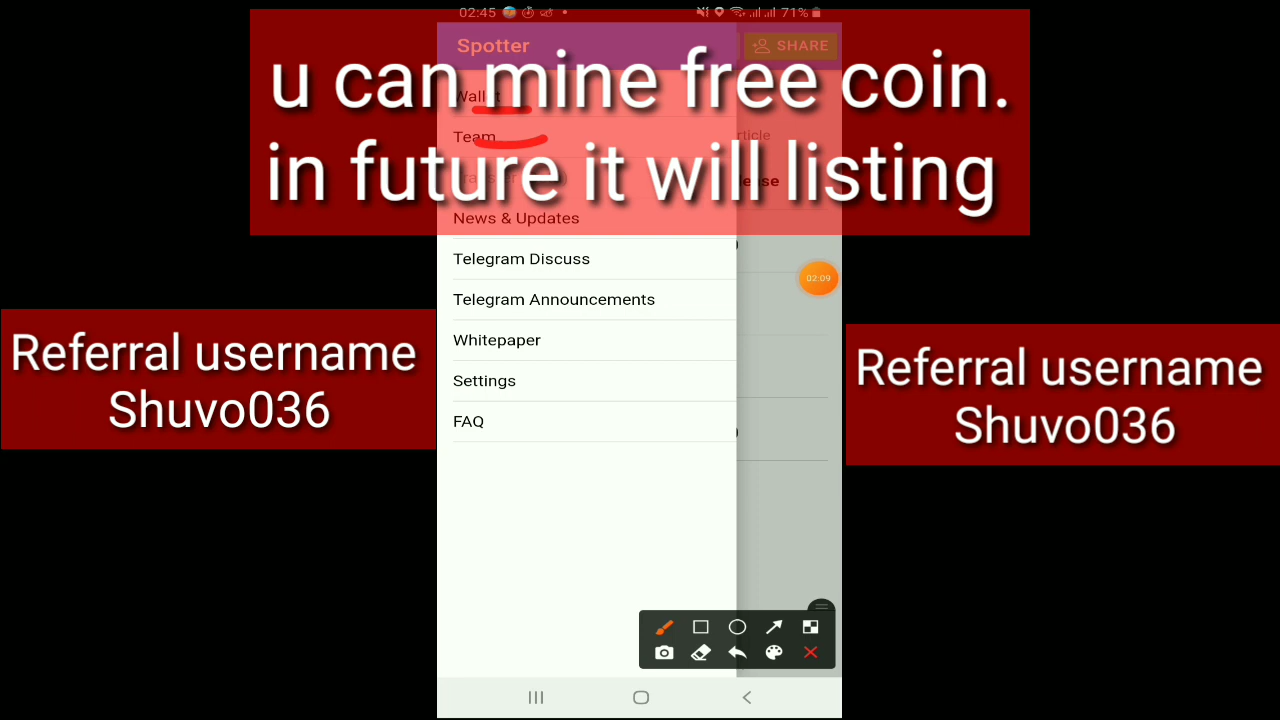 02:45
71%
Spotter
SHARE
u can mine free coin.
in future it will listing
Wallet
Team
News & Updates
Telegram Discuss
Telegram Announcements
Whitepaper
Settings
FAQ
02:09
Referral username
Shuvo036
Referral username
Shuvo036